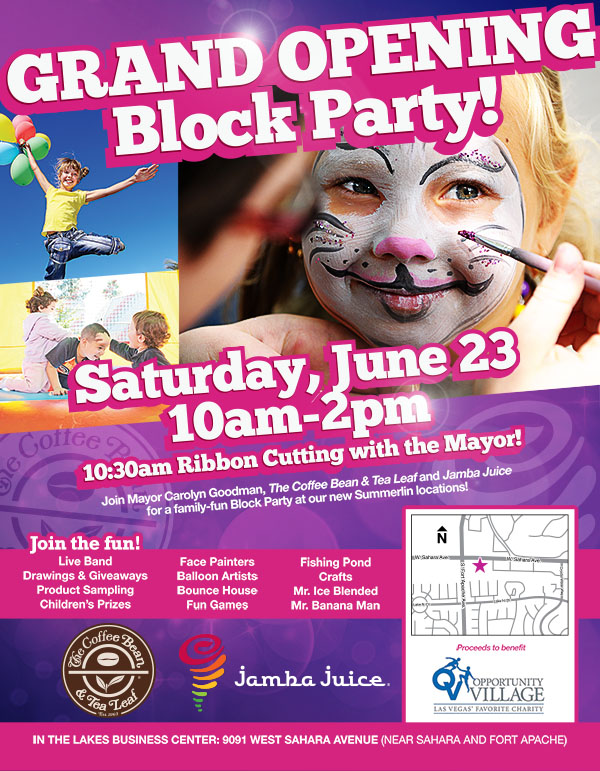 GRAND OPENING
Block Party!
Saturday, June 23
10am-2pm
10:30am Ribbon Cutting with the Mayor!
Join Mayor Carolyn Goodman, The Coffee Bean & Tea Leaf and Jamba Juice
for a family-fun Block Party at our new Summerlin locations!
Join the fun!
Live Band
Drawings & Giveaways
Product Sampling
Children's Prizes
Face Painters
Balloon Artists
Bounce House
Fun Games
Fishing Pond
Crafts
Mr. Ice Blended
Mr. Banana Man
N
W Sahara Ave
S Fort Apache Rd
Proceeds to benefit
OPPORTUNITY
VILLAGE
LAS VEGAS' FAVORITE CHARITY
The Coffee Bean
& Tea Leaf
Jamba Juice
The Coffee Bean
IN THE LAKES BUSINESS CENTER: 9091 WEST SAHARA AVENUE (NEAR SAHARA AND FORT APACHE)